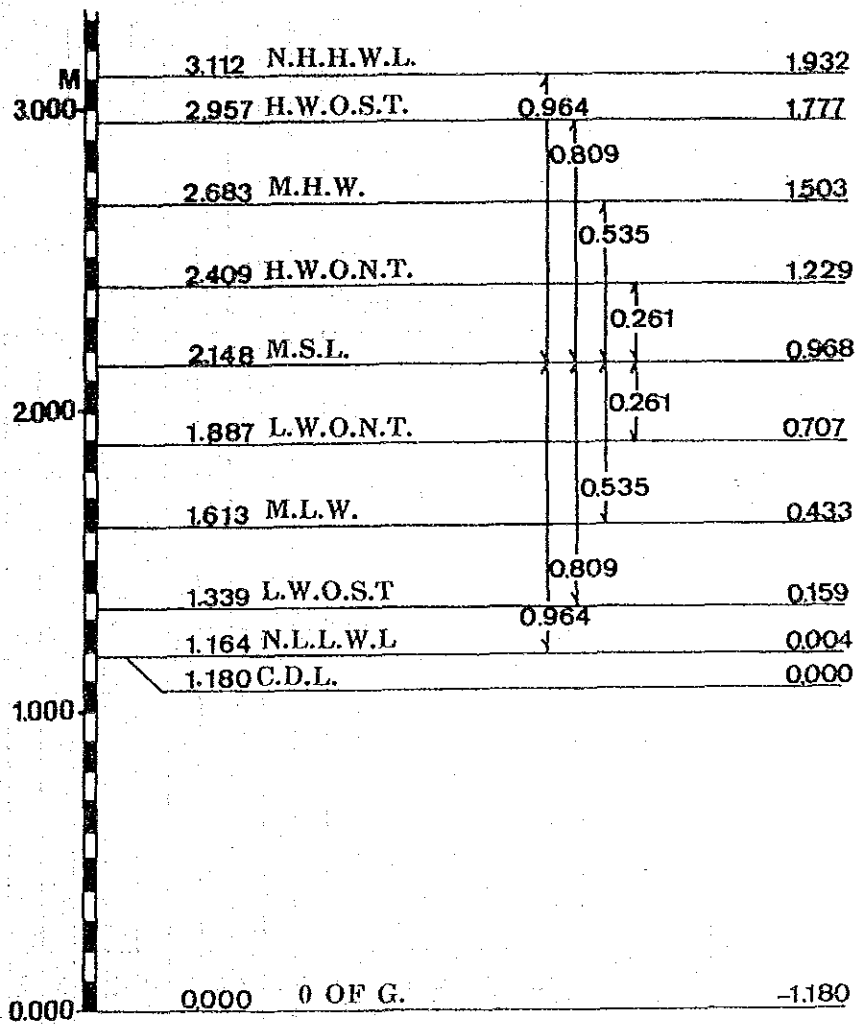 3.112 N.H.H.W.L. 1.932
M
3.000 2.957 H.W.O.S.T. 0.964 1.777
0.809
2.683 M.H.W. 1.503
0.535
2.409 H.W.O.N.T. 1.229
0.261
2.148 M.S.L. 0.968
2.000 0.261
1.887 L.W.O.N.T. 0.707
0.535
1.613 M.L.W. 0.433
0.809
1.339 L.W.O.S.T 0.159
0.964
1.164 N.L.L.W.L 0.004
1.180 C.D.L. 0.000
1.000
0.000 0.000 0 OF G. -1.180